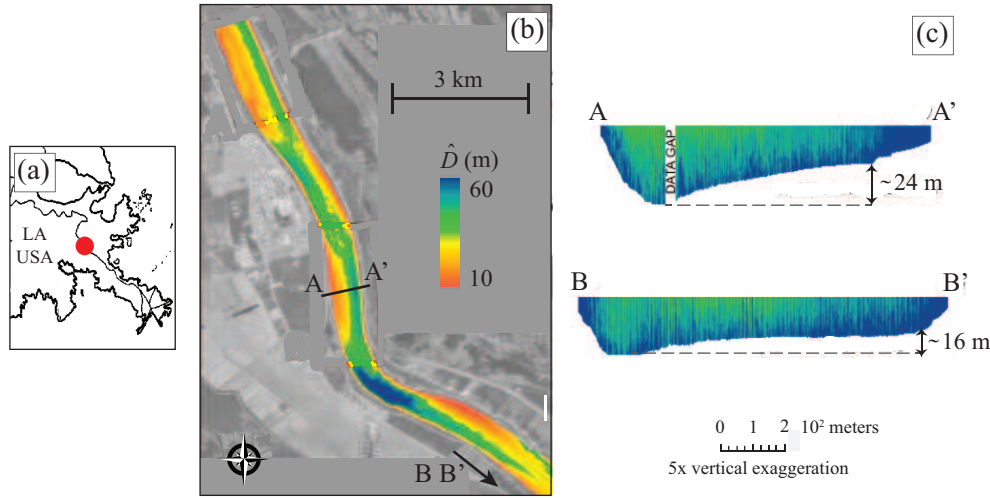 (a)
LA
USA
(b)
3 km
D̂ (m)
60
10
A
A’
B B’
(c)
A
A’
DATA GAP
~24 m
B
B’
~16 m
0 1 2 10² meters
5x vertical exaggeration